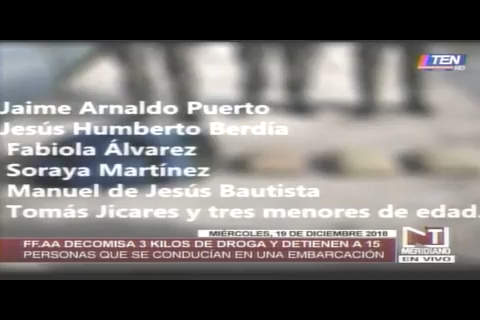 TEN
HD
Jaime Arnaldo Puerto
Jesús Humberto Berdía
Fabiola Álvarez
Soraya Martínez
Manuel de Jesús Bautista
Tomás Jicares y tres menores de edad.
MIÉRCOLES, 19 DE DICIEMBRE 2018
FF.AA DECOMISA 3 KILOS DE DROGA Y DETIENEN A 15
PERSONAS QUE SE CONDUCÍAN EN UNA EMBARCACIÓN
NT
MERIDIANO
EN VIVO